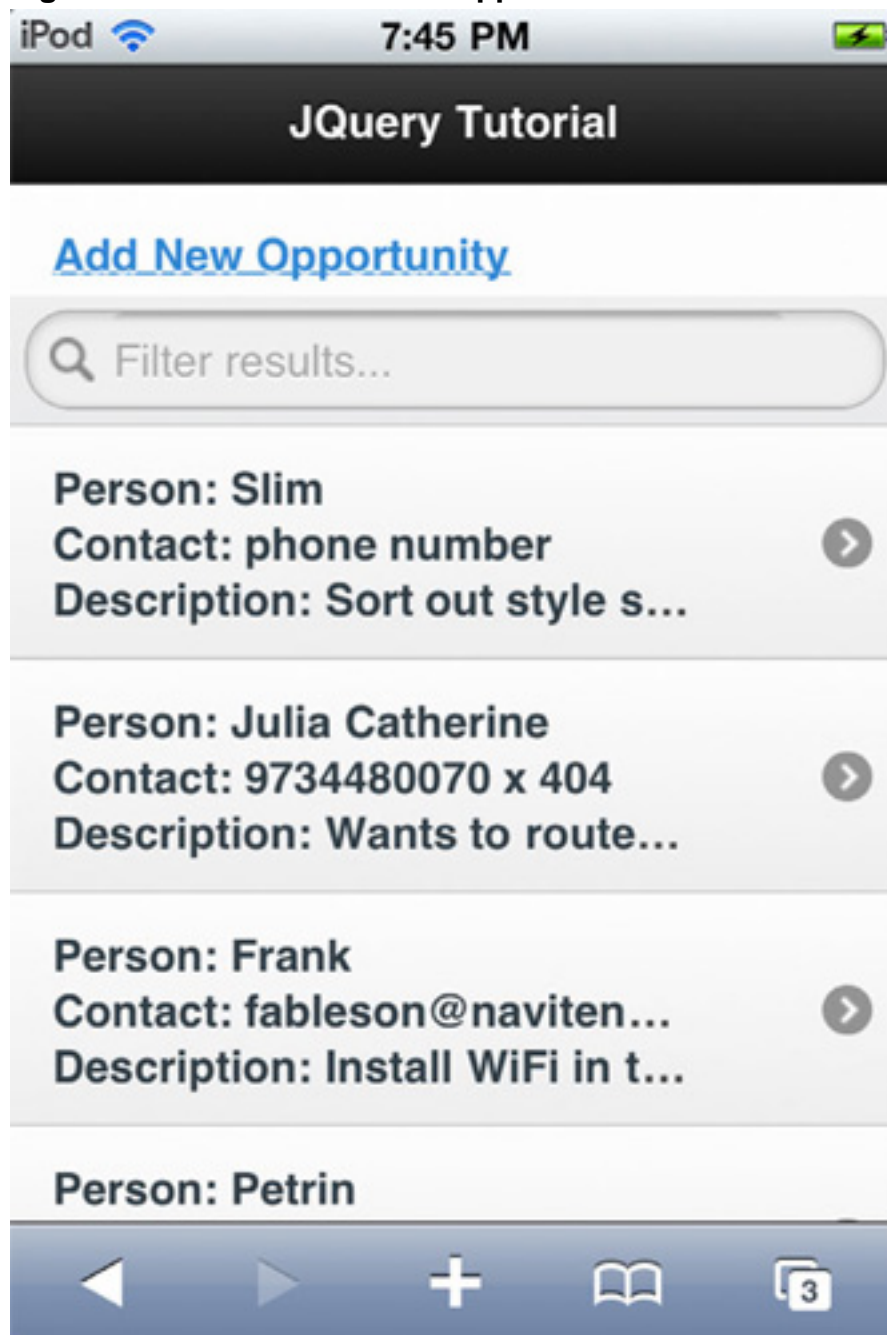 iPod 7:45 PM
JQuery Tutorial
Add New Opportunity
Filter results...
Person: Slim
Contact: phone number
Description: Sort out style s...
Person: Julia Catherine
Contact: 9734480070 x 404
Description: Wants to route...
Person: Frank
Contact: fableson@naviten...
Description: Install WiFi in t...
Person: Petrin
3